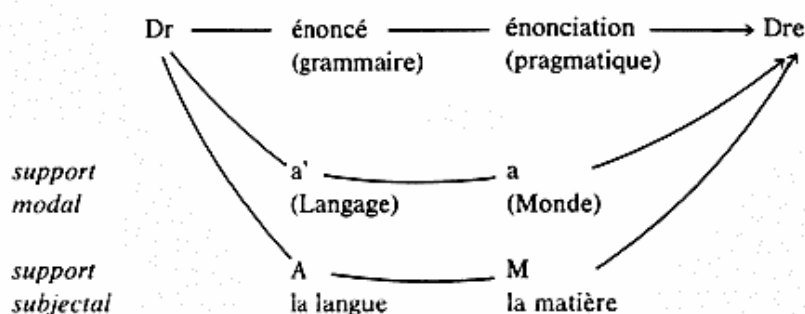 Dr énoncé énonciation Dre
(grammaire) (pragmatique)
support a' a
modal (Langage) (Monde)
support A M
subjectal la langue la matière